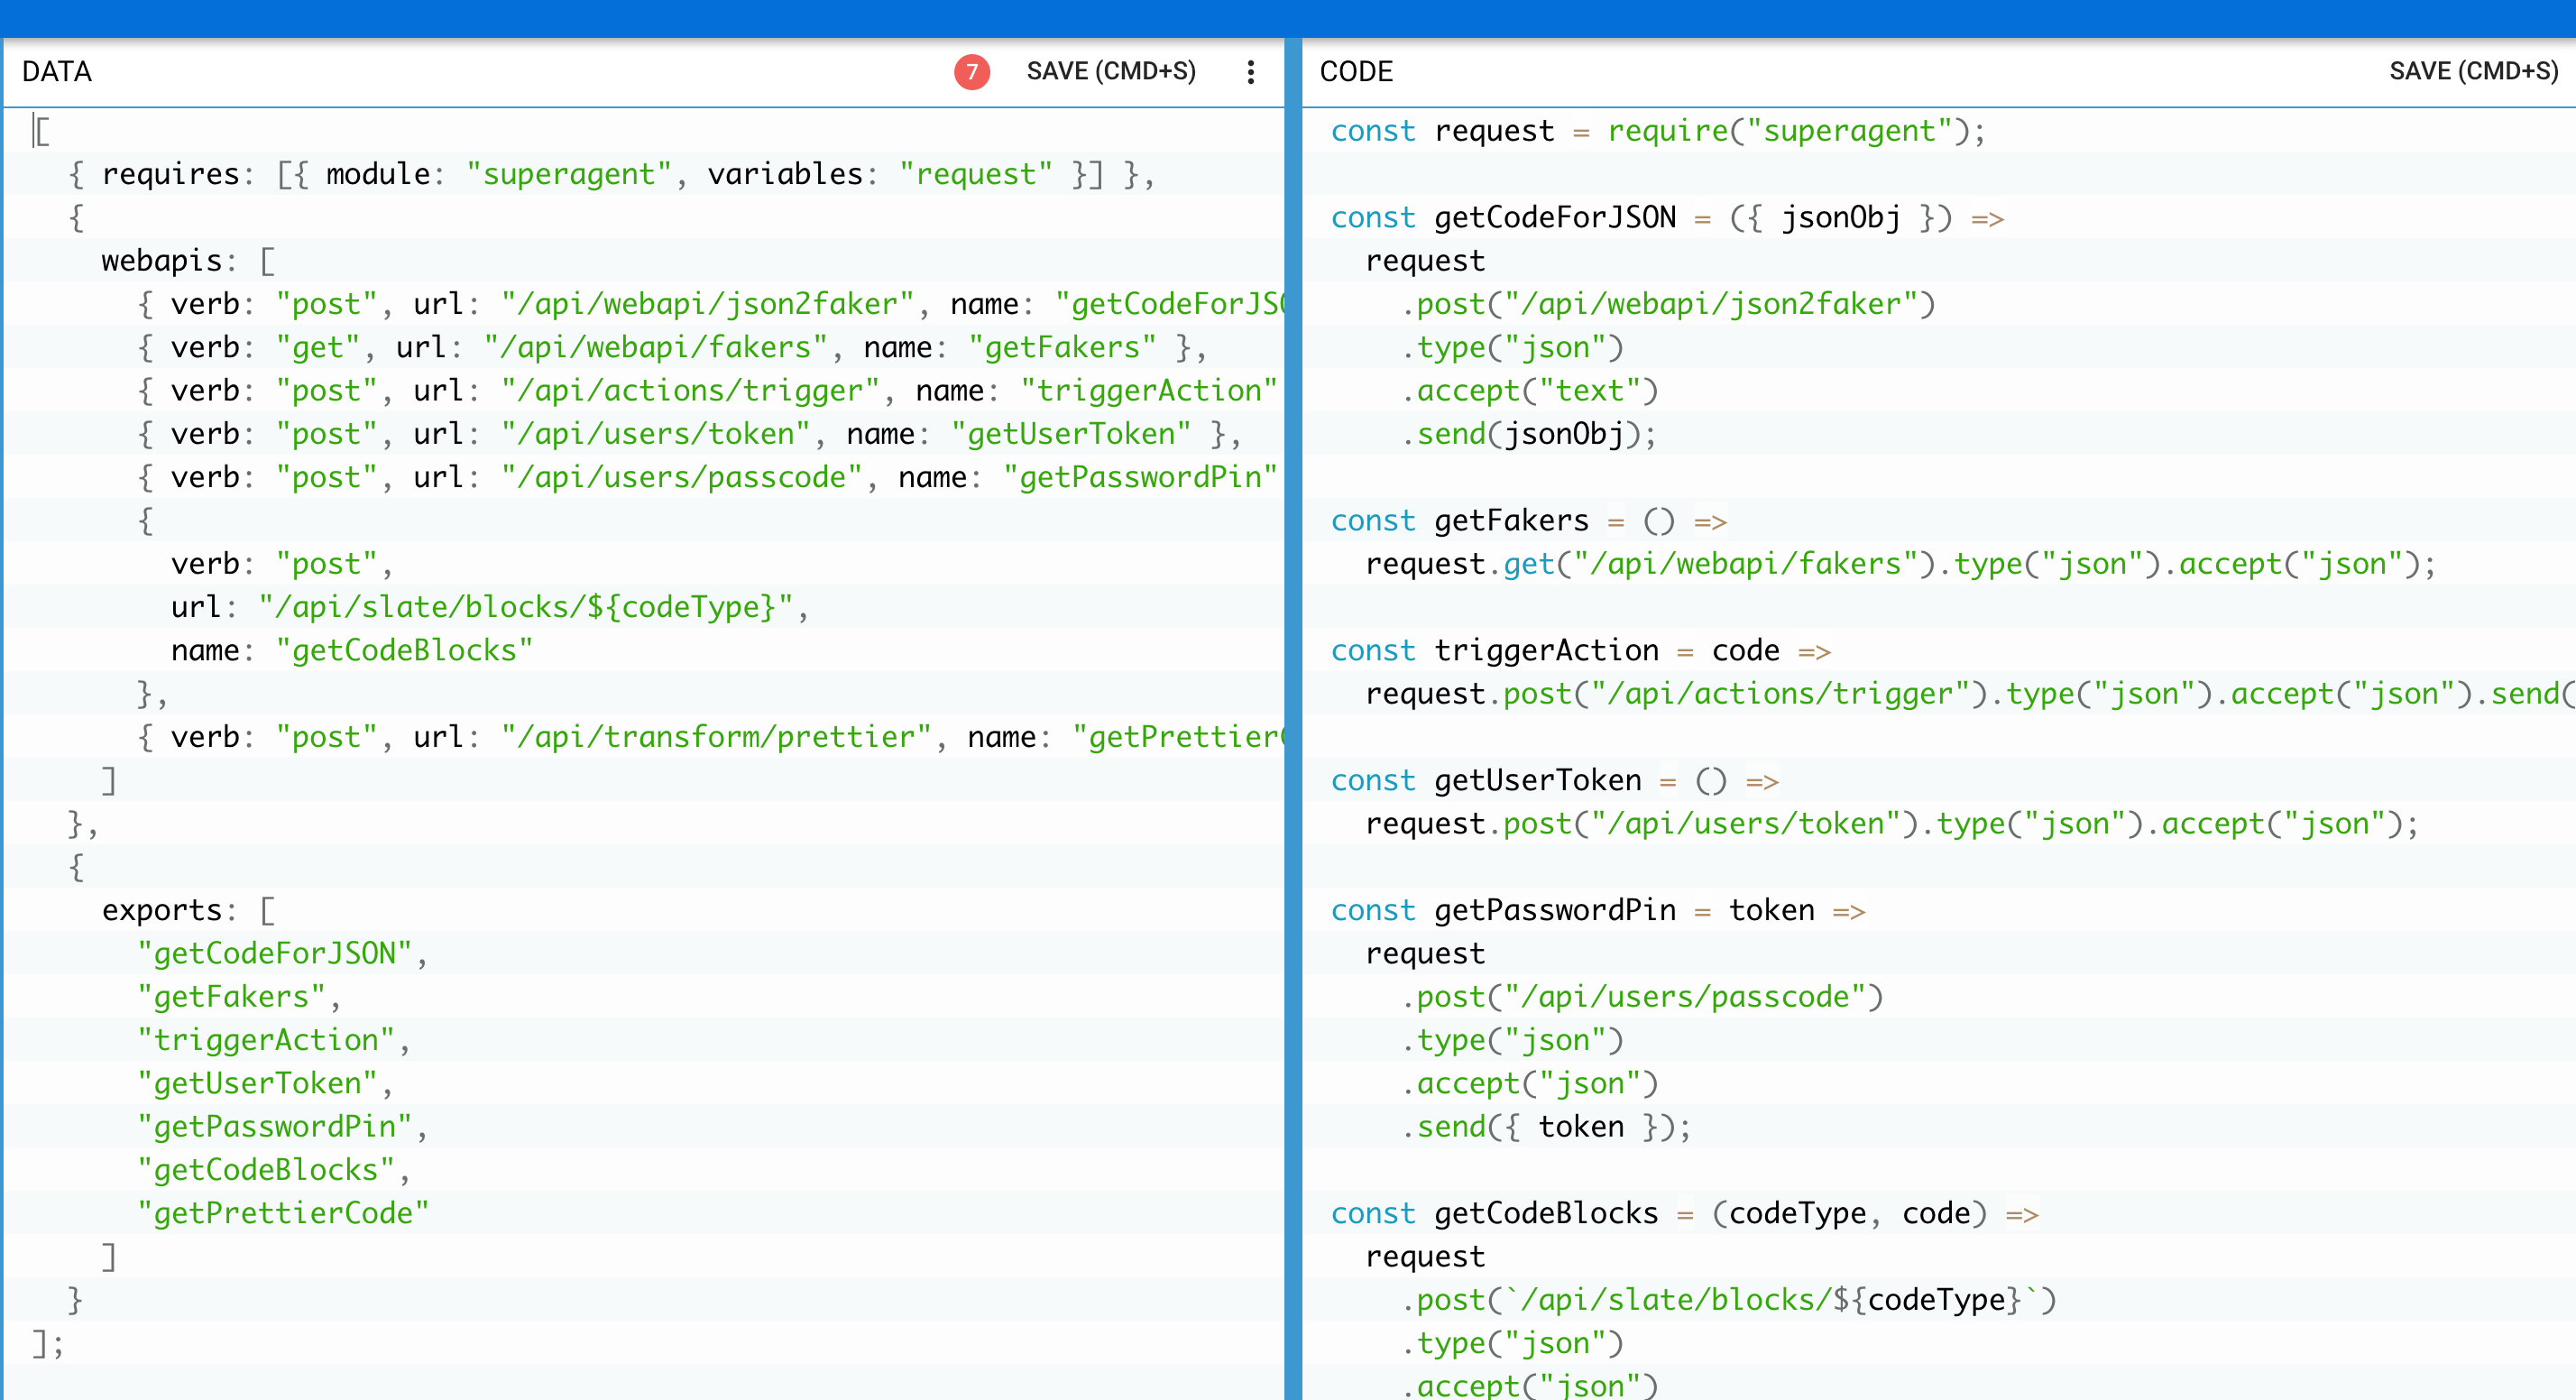 DATA
7
SAVE (CMD+S)
[
  { requires: [{ module: "superagent", variables: "request" }] },
  {
    webapis: [
      { verb: "post", url: "/api/webapi/json2faker", name: "getCodeForJSO
      { verb: "get", url: "/api/webapi/fakers", name: "getFakers" },
      { verb: "post", url: "/api/actions/trigger", name: "triggerAction"
      { verb: "post", url: "/api/users/token", name: "getUserToken" },
      { verb: "post", url: "/api/users/passcode", name: "getPasswordPin"
      {
        verb: "post",
        url: "/api/slate/blocks/${codeType}",
        name: "getCodeBlocks"
      },
      { verb: "post", url: "/api/transform/prettier", name: "getPrettierC
    ]
  },
  {
    exports: [
      "getCodeForJSON",
      "getFakers",
      "triggerAction",
      "getUserToken",
      "getPasswordPin",
      "getCodeBlocks",
      "getPrettierCode"
    ]
  }
];
CODE
SAVE (CMD+S)
const request = require("superagent");
const getCodeForJSON = ({ jsonObj }) =>
  request
    .post("/api/webapi/json2faker")
    .type("json")
    .accept("text")
    .send(jsonObj);
const getFakers = () =>
  request.get("/api/webapi/fakers").type("json").accept("json");
const triggerAction = code =>
  request.post("/api/actions/trigger").type("json").accept("json").send(
const getUserToken = () =>
  request.post("/api/users/token").type("json").accept("json");
const getPasswordPin = token =>
  request
    .post("/api/users/passcode")
    .type("json")
    .accept("json")
    .send({ token });
const getCodeBlocks = (codeType, code) =>
  request
    .post(`/api/slate/blocks/${codeType}`)
    .type("json")
    .accept("json")